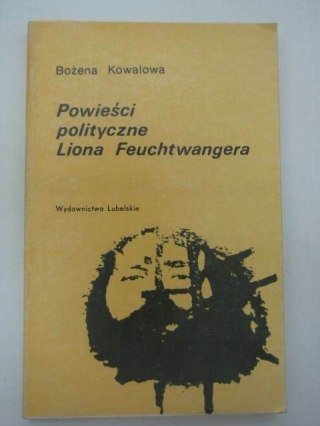 Bożena Kowalowa
Powieści
polityczne
Liona Feuchtwangera
Wydawnictwo Lubelskie